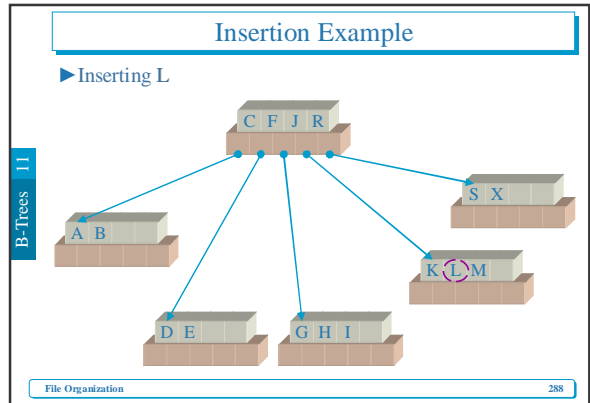 Insertion Example
►Inserting L
C F J R
B-Trees 11
S X
A B
K L M
D E
G H I
File Organization 288